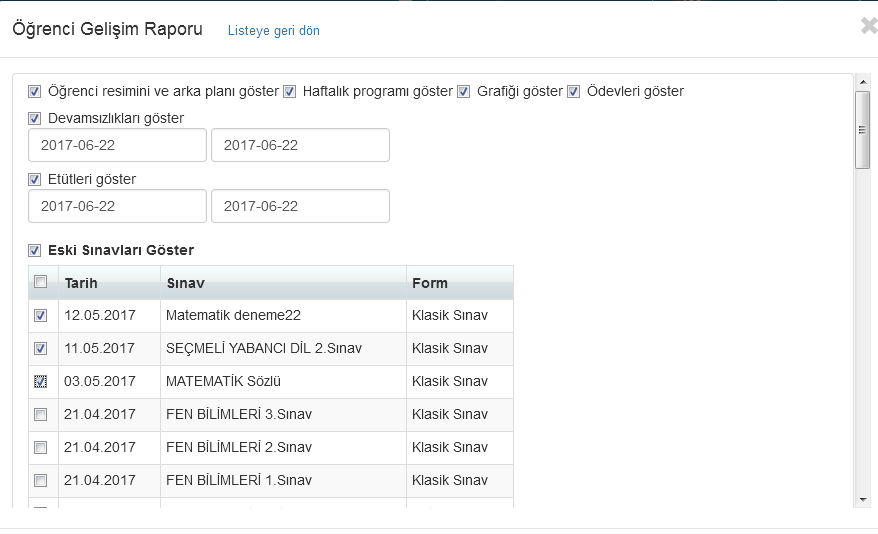 Öğrenci Gelişim Raporu Listeye geri dön
Öğrenci resimini ve arka planı göster Haftalık programı göster Grafiği göster Ödevleri göster
Devamsızlıkları göster
2017-06-22 2017-06-22
Etütleri göster
2017-06-22 2017-06-22
Eski Sınavları Göster
Tarih Sınav Form
12.05.2017 Matematik deneme22 Klasik Sınav
11.05.2017 SEÇMELİ YABANCI DİL 2.Sınav Klasik Sınav
03.05.2017 MATEMATİK Sözlü Klasik Sınav
21.04.2017 FEN BİLİMLERİ 3.Sınav Klasik Sınav
21.04.2017 FEN BİLİMLERİ 2.Sınav Klasik Sınav
21.04.2017 FEN BİLİMLERİ 1.Sınav Klasik Sınav